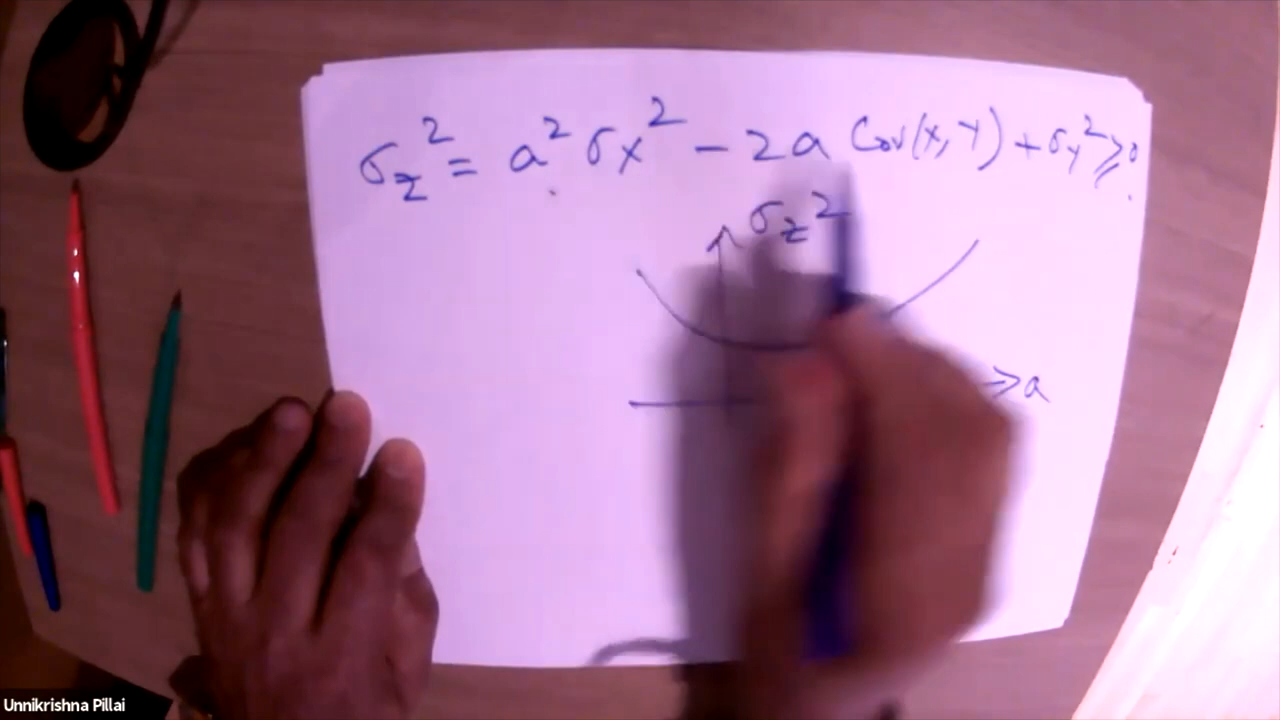 σz² = a² σx² - 2a Cov(X, Y) + σy² ≥ 0.
σz²
→ a
Unnikrishna Pillai